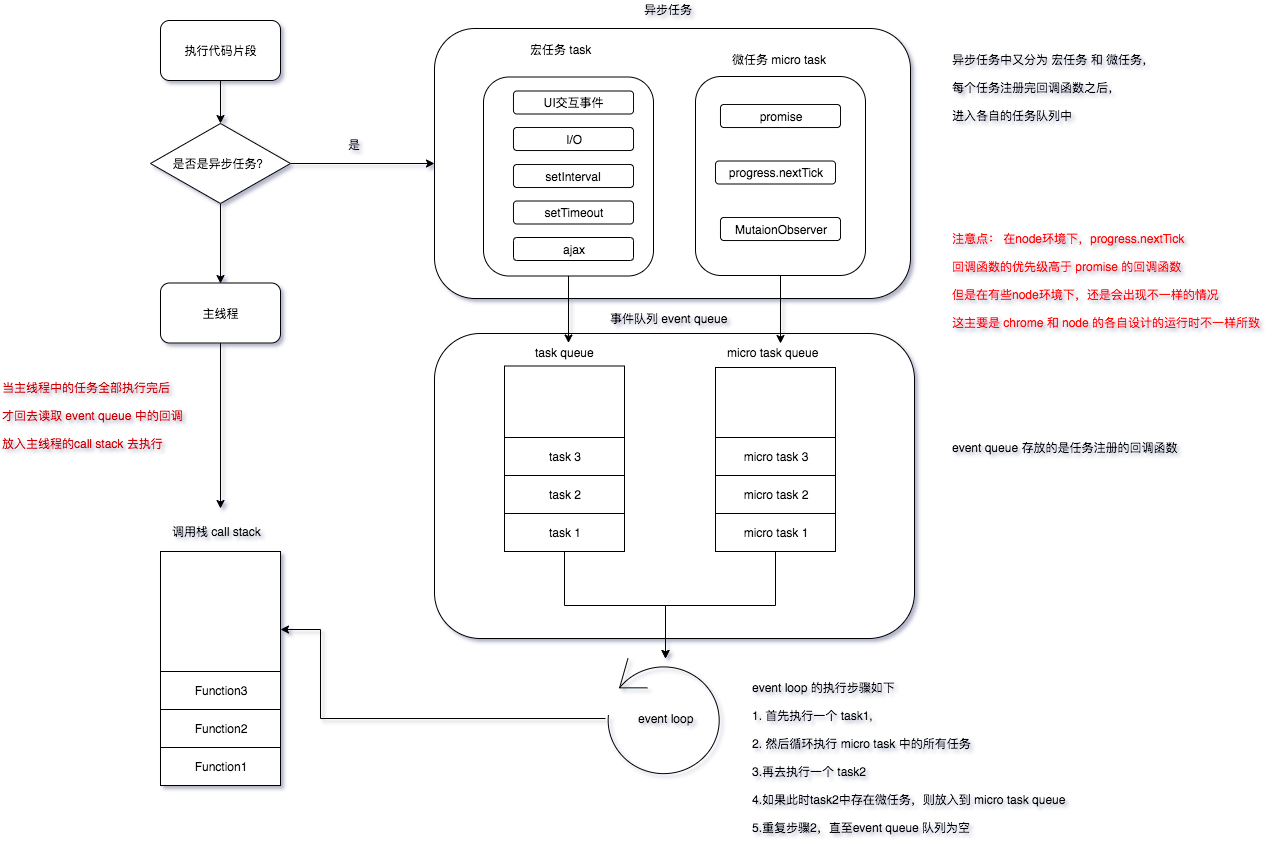 异步任务
执行代码片段
是否是异步任务?
是
主线程
当主线程中的任务全部执行完后
才回去读取 event queue 中的回调
放入主线程的call stack 去执行
调用栈 call stack
Function3
Function2
Function1
宏任务 task
UI交互事件
I/O
setInterval
setTimeout
ajax
微任务 micro task
promise
progress.nextTick
MutaionObserver
异步任务中又分为 宏任务 和 微任务,
每个任务注册完回调函数之后,
进入各自的任务队列中
注意点： 在node环境下，progress.nextTick
回调函数的优先级高于 promise 的回调函数
但是在有些node环境下，还是会出现不一样的情况
这主要是 chrome 和 node 的各自设计的运行时不一样所致
事件队列 event queue
task queue
task 3
task 2
task 1
micro task queue
micro task 3
micro task 2
micro task 1
event queue 存放的是任务注册的回调函数
event loop
event loop 的执行步骤如下
1. 首先执行一个 task1,
2. 然后循环执行 micro task 中的所有任务
3.再去执行一个 task2
4.如果此时task2中存在微任务，则放入到 micro task queue
5.重复步骤2，直至event queue 队列为空